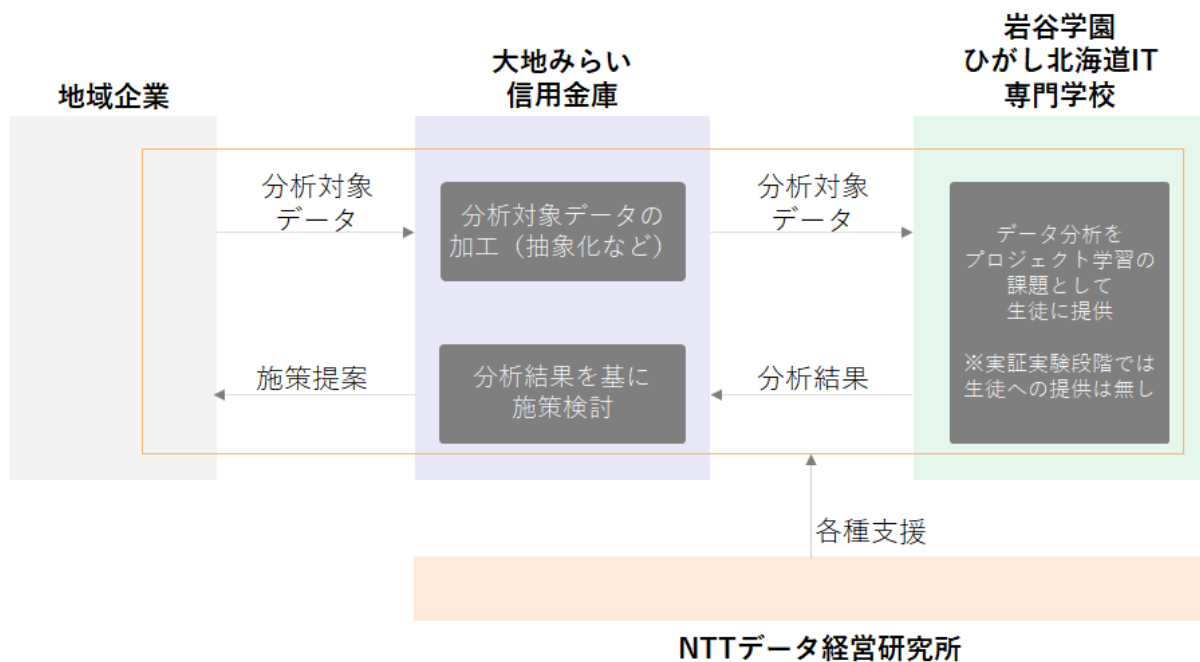 地域企業
大地みらい
信用金庫
岩谷学園
ひがし北海道IT
専門学校
分析対象
データ
分析対象データの
加工（抽象化など）
分析対象
データ
データ分析を
プロジェクト学習の
課題として
生徒に提供
※実証実験段階では
生徒への提供は無し
施策提案
分析結果を基に
施策検討
分析結果
各種支援
NTTデータ経営研究所